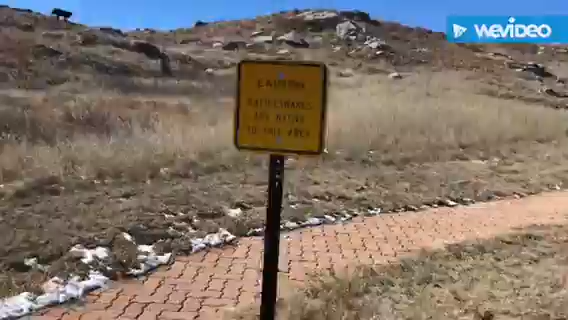 WEVIDEO
CAUTION
RATTLESNAKES
ARE NATIVE
TO THIS AREA